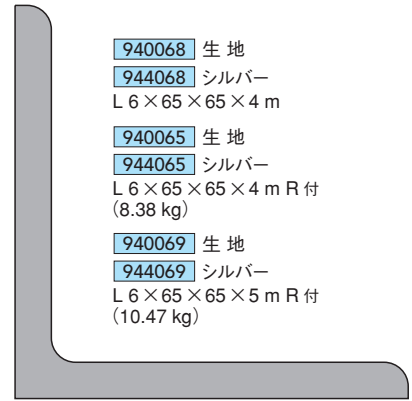 940068 生 地
944068 シルバー
L 6×65×65×4 m
940065 生 地
944065 シルバー
L 6×65×65×4 m R 付
(8.38 kg)
940069 生 地
944069 シルバー
L 6×65×65×5 m R 付
(10.47 kg)